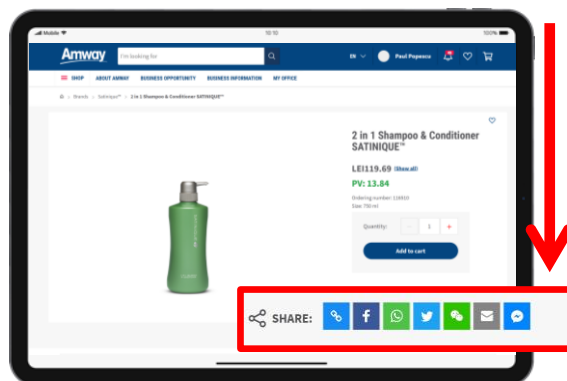 Mobile 10:10 100%
Amway I'm looking for EN Paul Popescu
SHOP ABOUT AMWAY BUSINESS OPPORTUNITY BUSINESS INFORMATION MY OFFICE
Brands > Satinique™ > 2 in 1 Shampoo & Conditioner SATINIQUE™
2 in 1 Shampoo & Conditioner
SATINIQUE™
LEI119.69 (Show all)
PV: 13.84
Ordering number: 110010
Size: 750 ml
Quantity: - 1 +
Add to cart
SHARE: